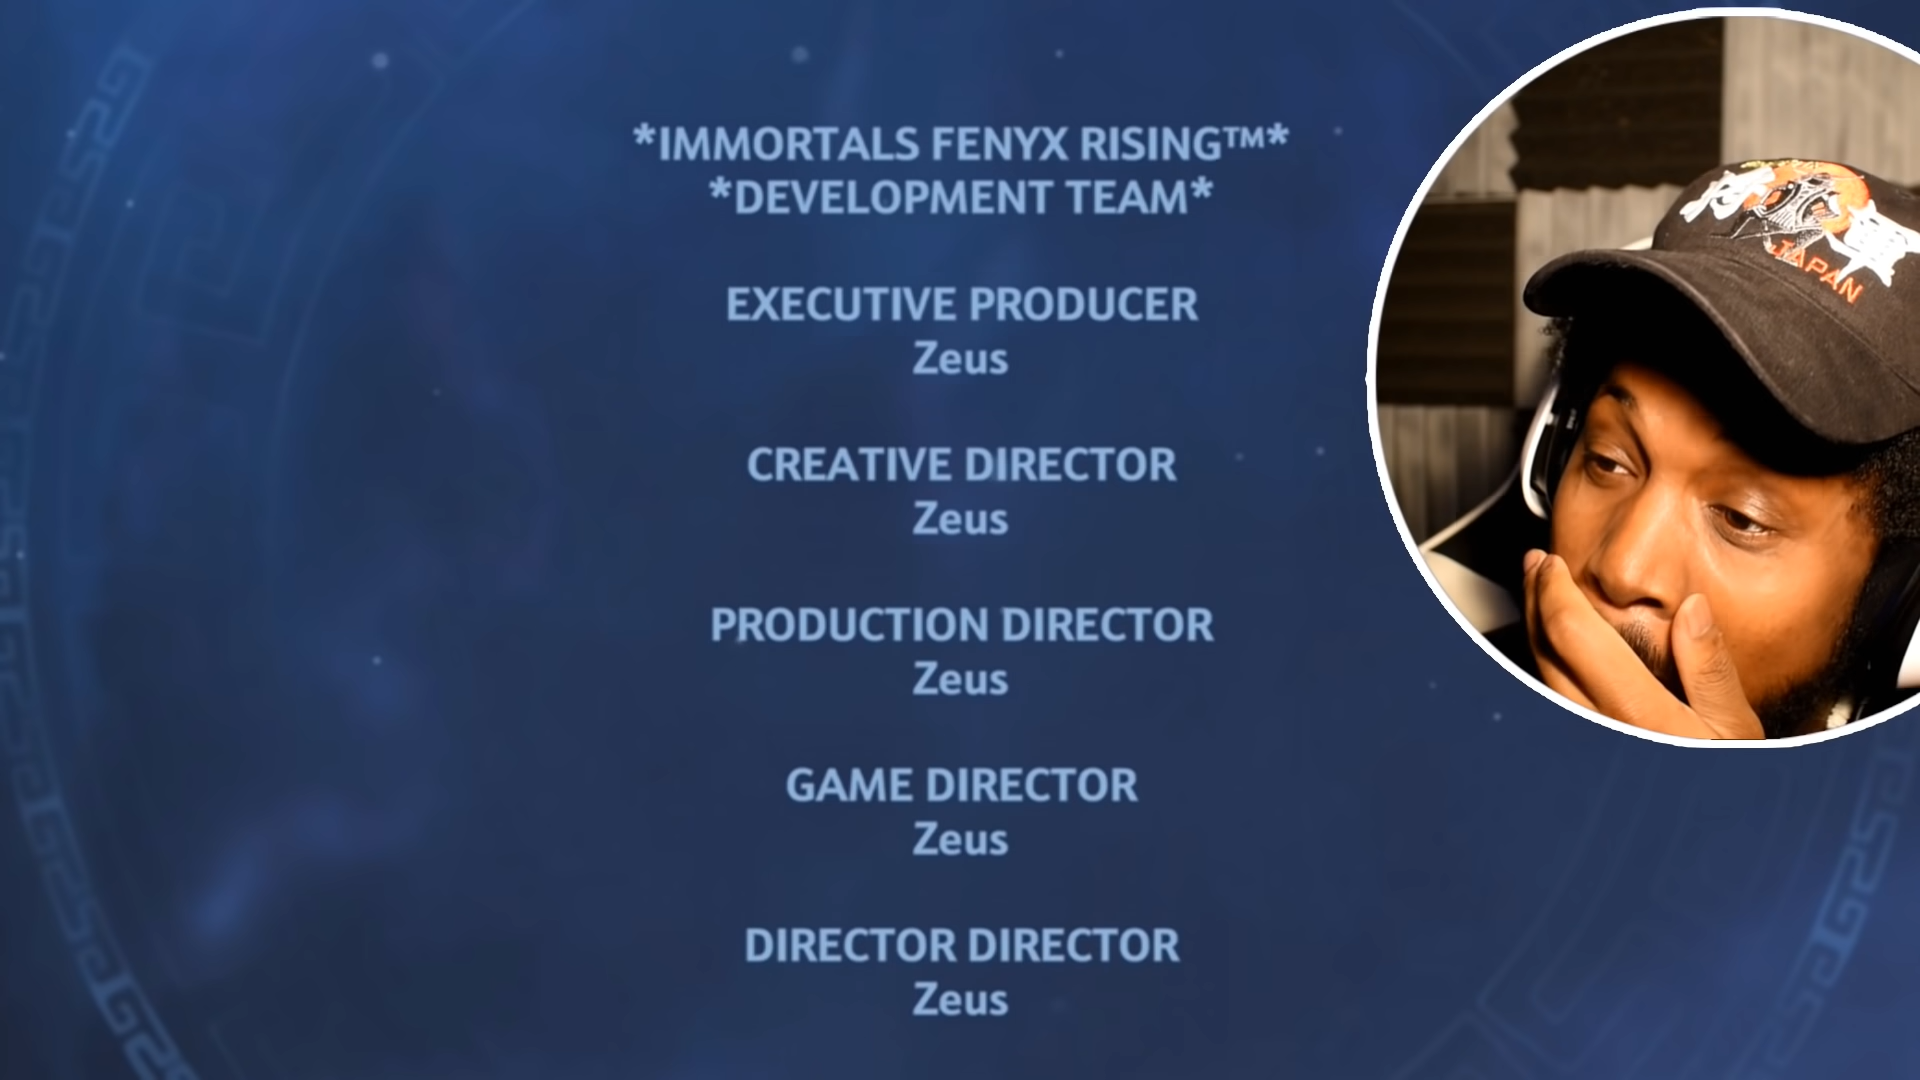 *IMMORTALS FENYX RISING™*
*DEVELOPMENT TEAM*
EXECUTIVE PRODUCER
Zeus
CREATIVE DIRECTOR
Zeus
PRODUCTION DIRECTOR
Zeus
GAME DIRECTOR
Zeus
DIRECTOR DIRECTOR
Zeus
JAPAN